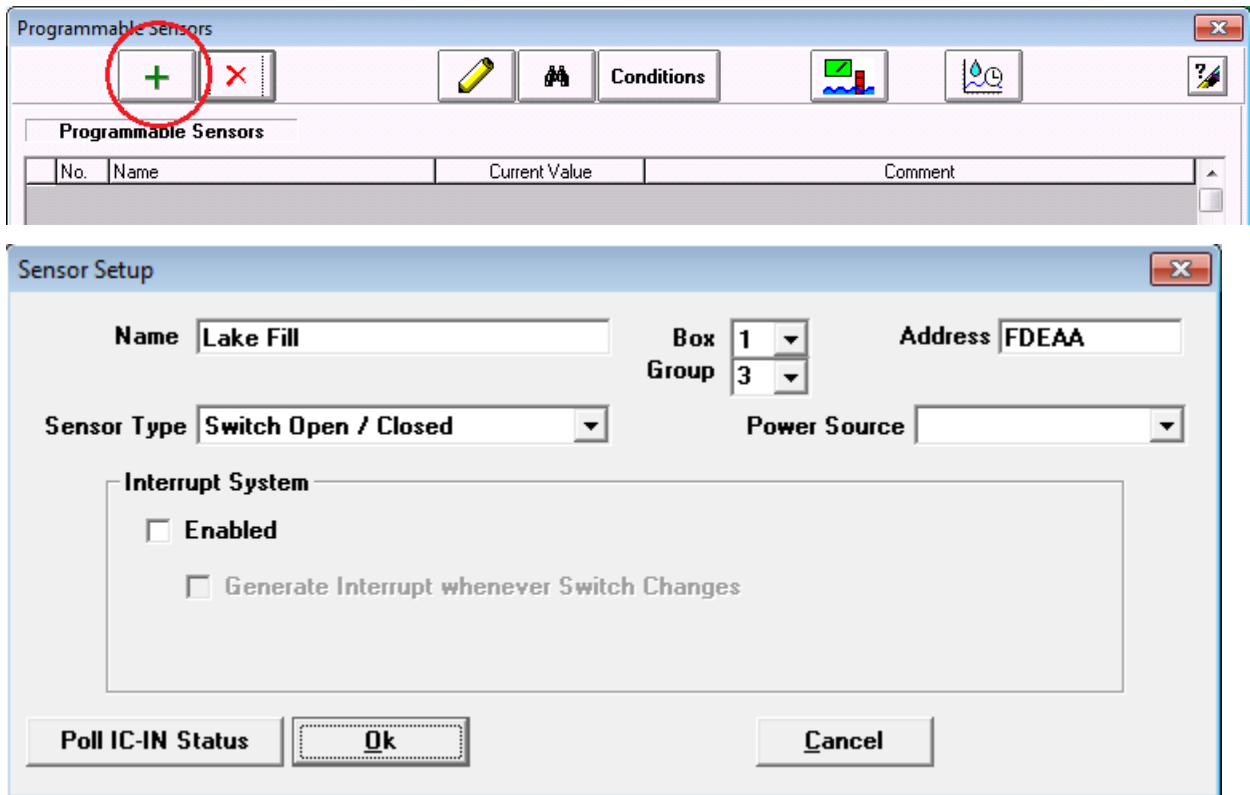 Programmable Sensors
Conditions
Programmable Sensors
No. Name Current Value Comment
Sensor Setup
Name Lake Fill Box 1 Address FDEAA
Group 3
Sensor Type Switch Open / Closed Power Source
Interrupt System
Enabled
Generate Interrupt whenever Switch Changes
Poll IC-IN Status Ok Cancel